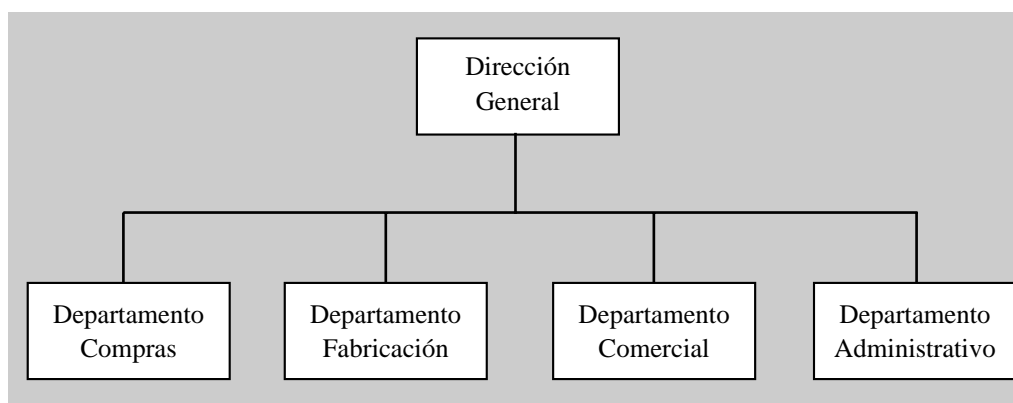 Dirección
General
Departamento
Compras
Departamento
Fabricación
Departamento
Comercial
Departamento
Administrativo